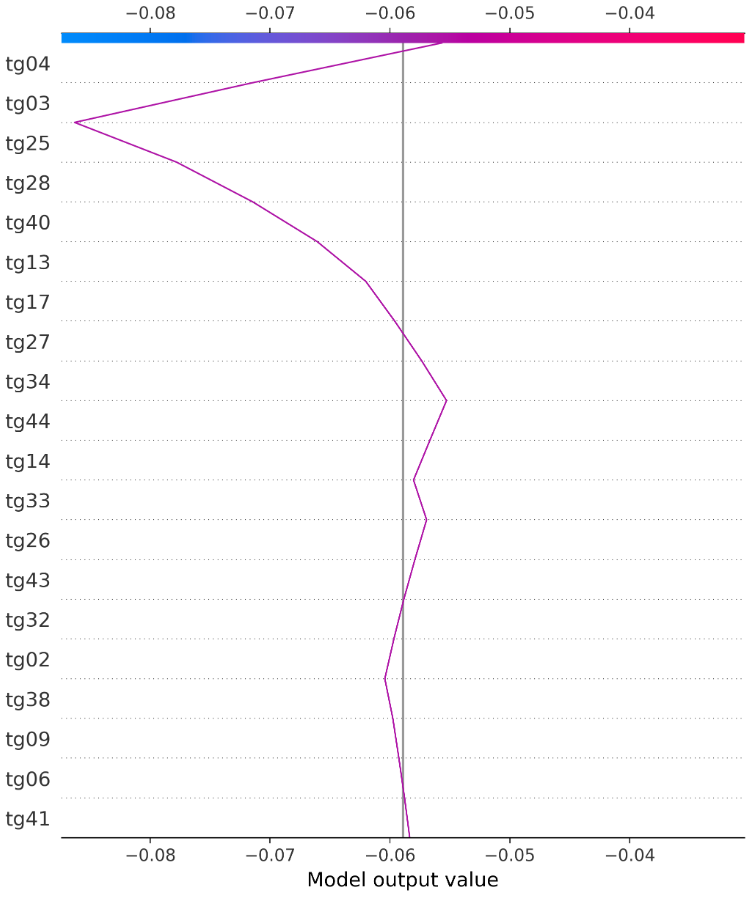 −0.08 −0.07 −0.06 −0.05 −0.04
tg04
tg03
tg25
tg28
tg40
tg13
tg17
tg27
tg34
tg44
tg14
tg33
tg26
tg43
tg32
tg02
tg38
tg09
tg06
tg41
−0.08 −0.07 −0.06 −0.05 −0.04
Model output value